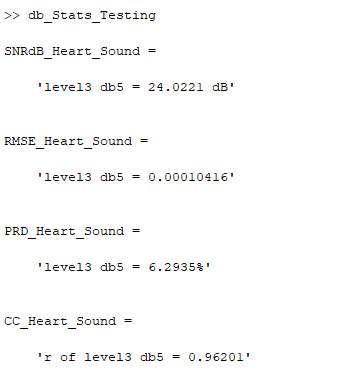 >> db_Stats_Testing
SNRdB_Heart_Sound =
'level3 db5 = 24.0221 dB'
RMSE_Heart_Sound =
'level3 db5 = 0.00010416'
PRD_Heart_Sound =
'level3 db5 = 6.2935%'
CC_Heart_Sound =
'r of level3 db5 = 0.96201'